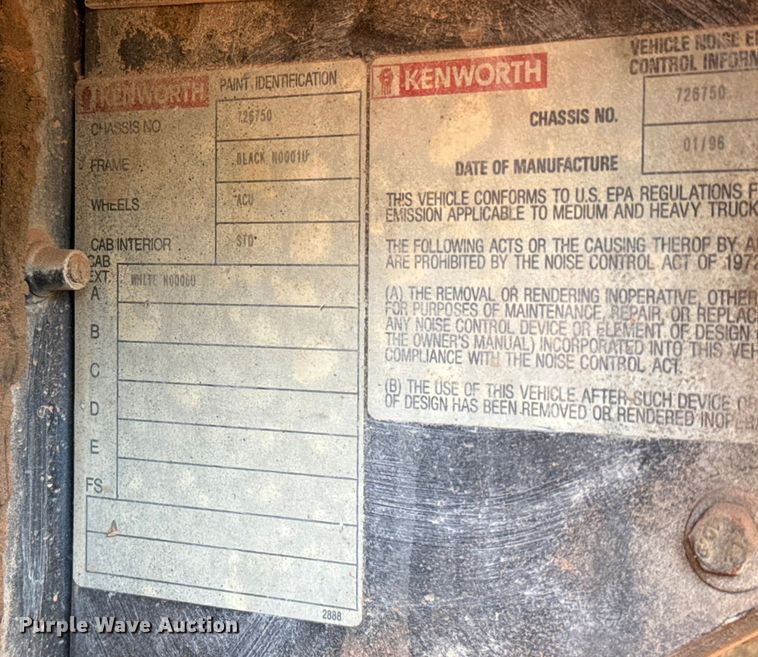 KENWORTH PAINT IDENTIFICATION
CHASSIS NO. 726750
FRAME BLACK N0001U
WHEELS ACU
CAB INTERIOR STD
CAB EXT.
A WHITE N0006U
B
C
D
E
FS
2888
KENWORTH
VEHICLE NOISE
CONTROL INFORM
CHASSIS NO. 726750
DATE OF MANUFACTURE 01/96
THIS VEHICLE CONFORMS TO U.S. EPA REGULATIONS F
EMISSION APPLICABLE TO MEDIUM AND HEAVY TRUCK
THE FOLLOWING ACTS OR THE CAUSING THEROF BY A
ARE PROHIBITED BY THE NOISE CONTROL ACT OF 1972
(A) THE REMOVAL OR RENDERING INOPERATIVE, OTHER
FOR PURPOSES OF MAINTENANCE, REPAIR, OR REPLAC
ANY NOISE CONTROL DEVICE OR ELEMENT OF DESIGN
THE OWNER'S MANUAL) INCORPORATED INTO THIS VEH
COMPLIANCE WITH THE NOISE CONTROL ACT.
(B) THE USE OF THIS VEHICLE AFTER SUCH DEVICE OR
OF DESIGN HAS BEEN REMOVED OR RENDERED INOP
Purple Wave Auction